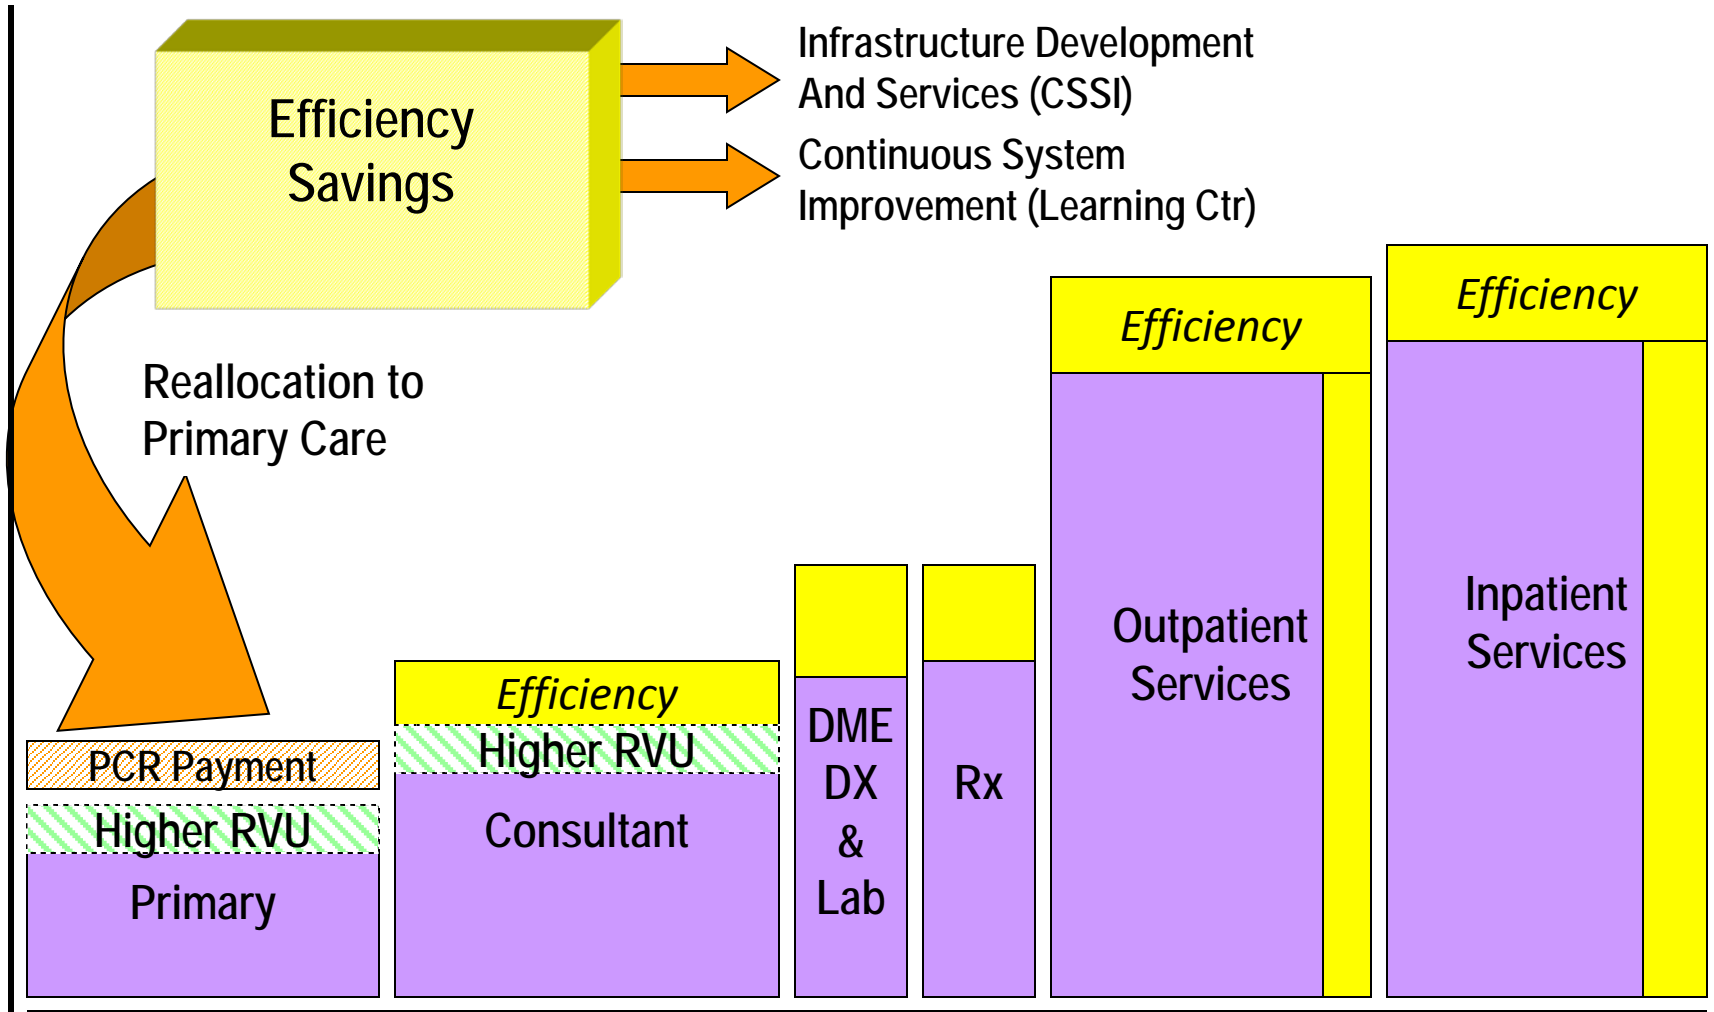 Efficiency
Savings
Infrastructure Development
And Services (CSSI)
Continuous System
Improvement (Learning Ctr)
Reallocation to
Primary Care
PCR Payment
Higher RVU
Primary
Efficiency
Higher RVU
Consultant
DME
DX
&
Lab
Rx
Efficiency
Outpatient
Services
Efficiency
Inpatient
Services